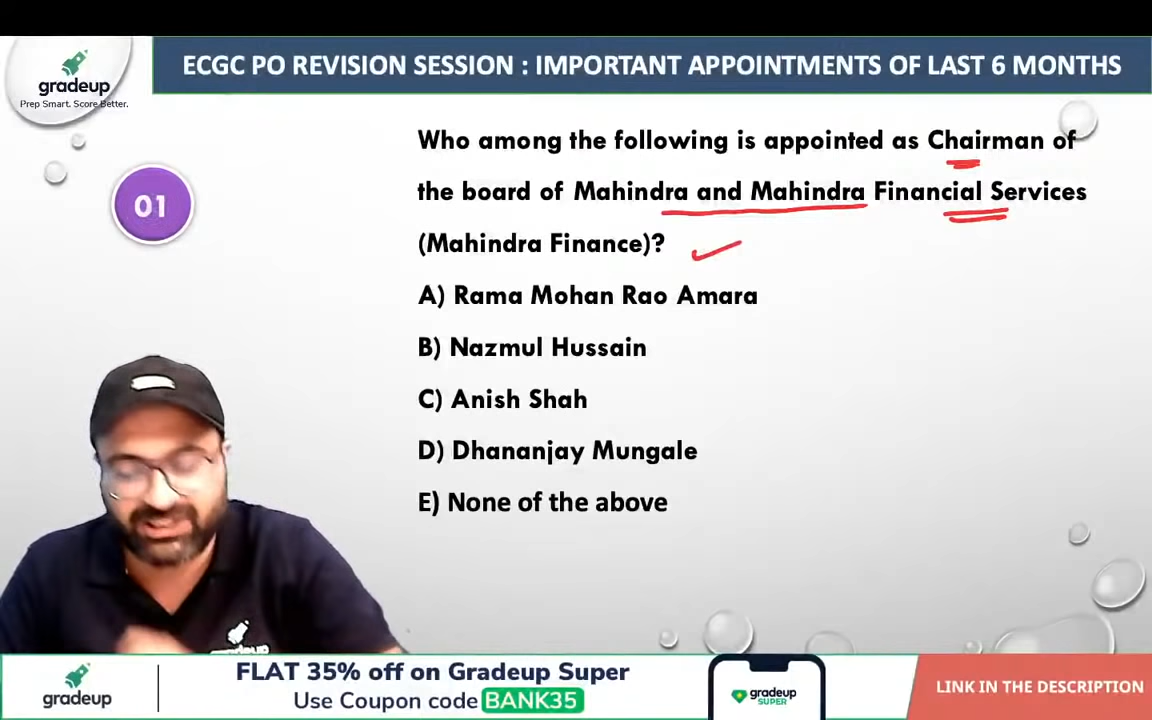 gradeup
Prep Smart. Score Better.
ECGC PO REVISION SESSION : IMPORTANT APPOINTMENTS OF LAST 6 MONTHS
01
Who among the following is appointed as Chairman of
the board of Mahindra and Mahindra Financial Services
(Mahindra Finance)?
A) Rama Mohan Rao Amara
B) Nazmul Hussain
C) Anish Shah
D) Dhananjay Mungale
E) None of the above
gradeup
gradeup
FLAT 35% off on Gradeup Super
Use Coupon code BANK35
gradeup
SUPER
LINK IN THE DESCRIPTION